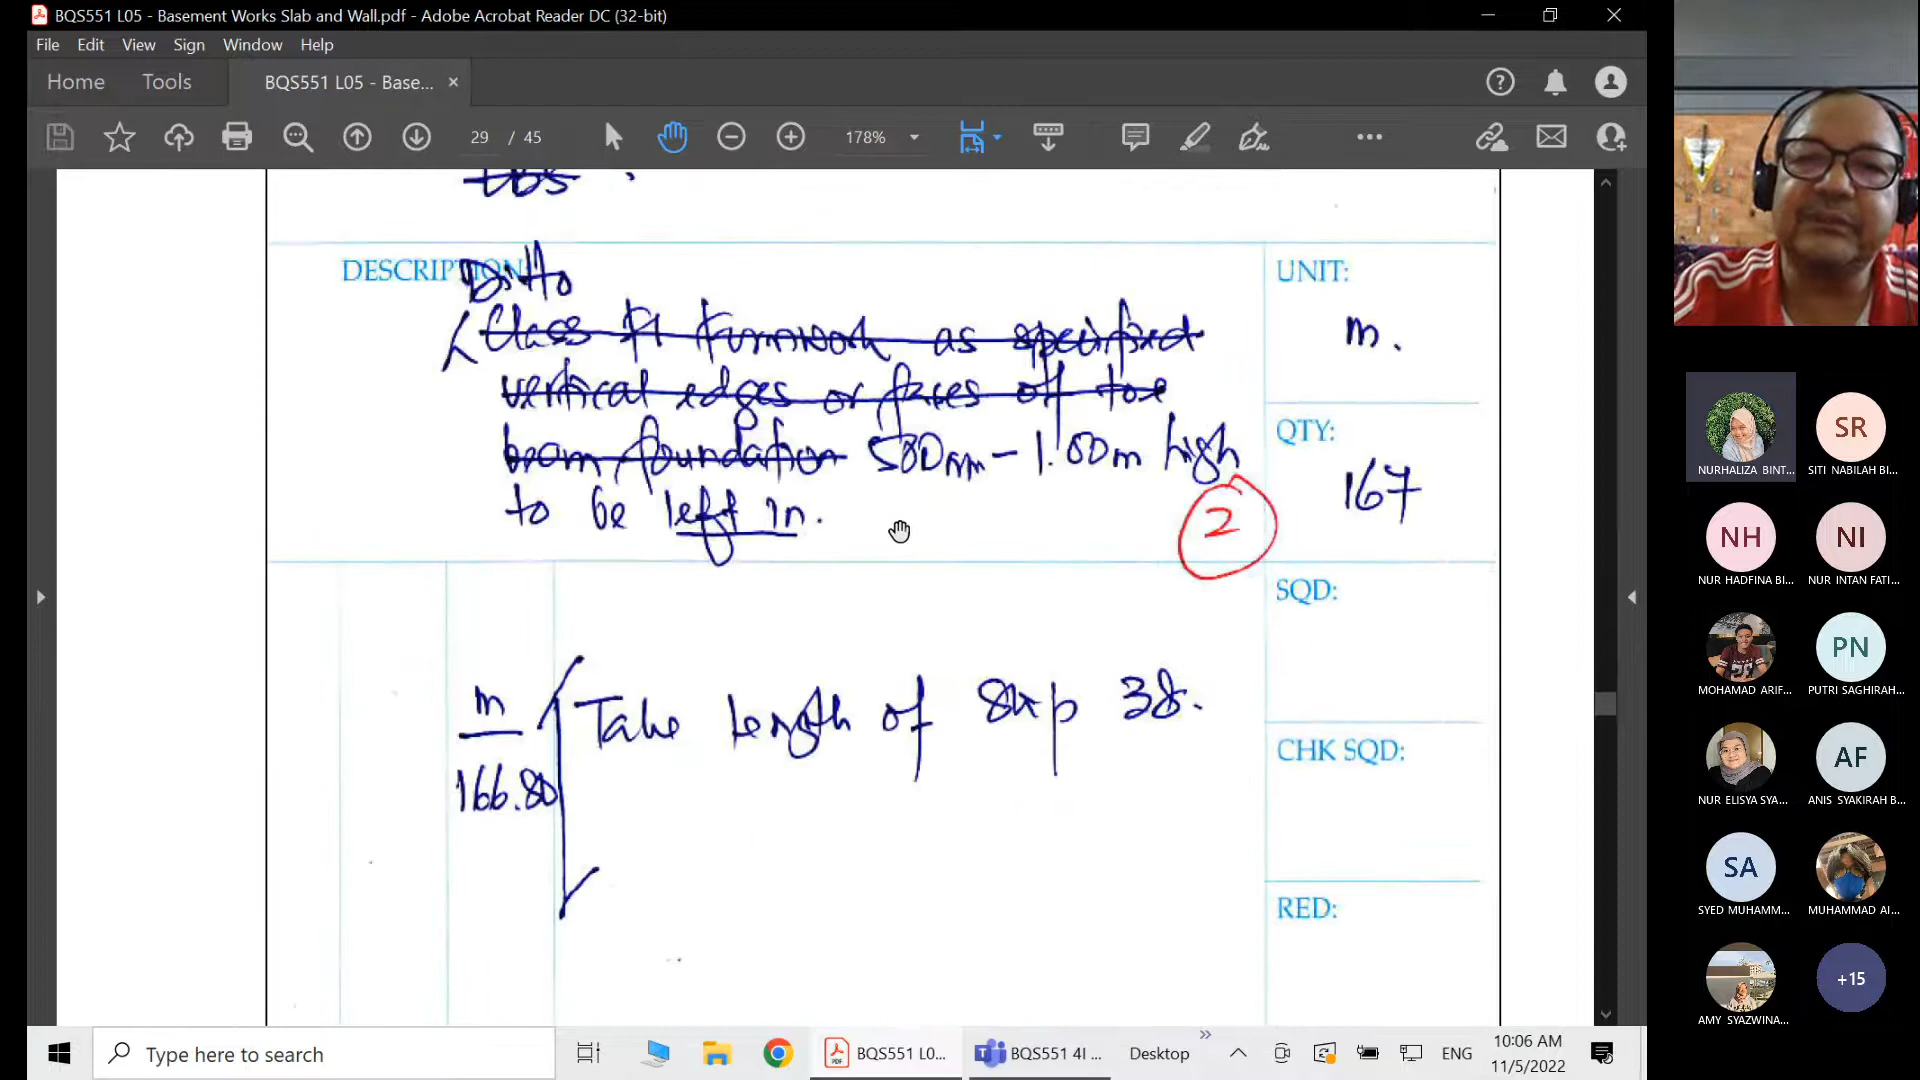 BQS551 L05 - Basement Works Slab and Wall.pdf - Adobe Acrobat Reader DC (32-bit)
File Edit View Sign Window Help
Home Tools BQS551 L05 - Base...
29 / 45 178%
DESCRIPTION:
Ditto
Class F1 formwork as specified
vertical edges or faces off toe
beam foundation 500mm - 1.00m high
to be left in.
2
UNIT:
m.
QTY:
167
SQD:
CHK SQD:
RED:
m
166.80
Take length of Slip 38.
NURHALIZA BINT...
SR
SITI NABILAH BI...
NH
NUR HADFINA BI...
NI
NUR INTAN FATI...
MOHAMAD ARIF...
PN
PUTRI SAGHIRAH...
NUR ELISYA SYA...
AF
ANIS SYAKIRAH B...
SA
SYED MUHAMM...
MUHAMMAD AI...
AMY SYAZWINA...
+15
Type here to search
BQS551 L0...
BQS551 4I ...
Desktop
ENG
10:06 AM
11/5/2022